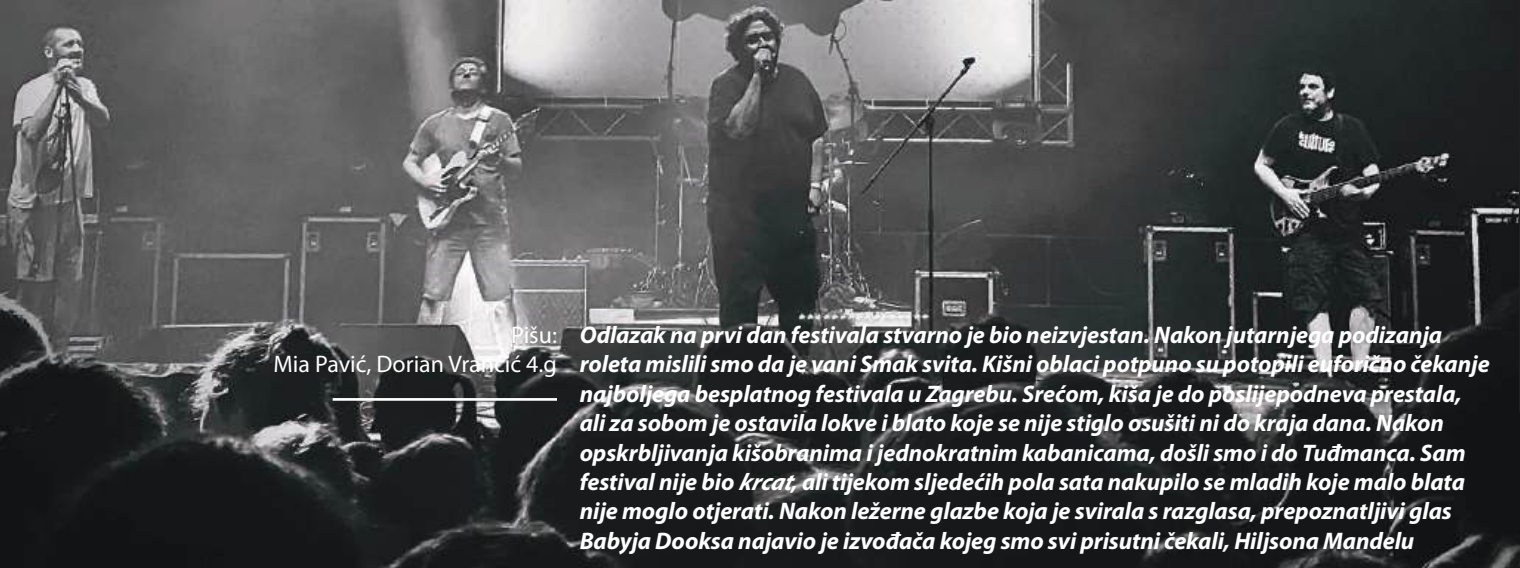 Pišu:
Mia Pavić, Dorian Vrančić 4.g
Odlazak na prvi dan festivala stvarno je bio neizvjestan. Nakon jutarnjega podizanja
roleta mislili smo da je vani Smak svita. Kišni oblaci potpuno su potopili euforično čekanje
najboljega besplatnog festivala u Zagrebu. Srećom, kiša je do poslijepodneva prestala,
ali za sobom je ostavila lokve i blato koje se nije stiglo osušiti ni do kraja dana. Nakon
opskrbljivanja kišobranima i jednokratnim kabanicama, došli smo i do Tuđmanca. Sam
festival nije bio krcat, ali tijekom sljedećih pola sata nakupilo se mladih koje malo blata
nije moglo otjerati. Nakon ležerne glazbe koja je svirala s razglasa, prepoznatljivi glas
Babyja Dooksa najavio je izvođača kojeg smo svi prisutni čekali, Hiljsona Mandelu